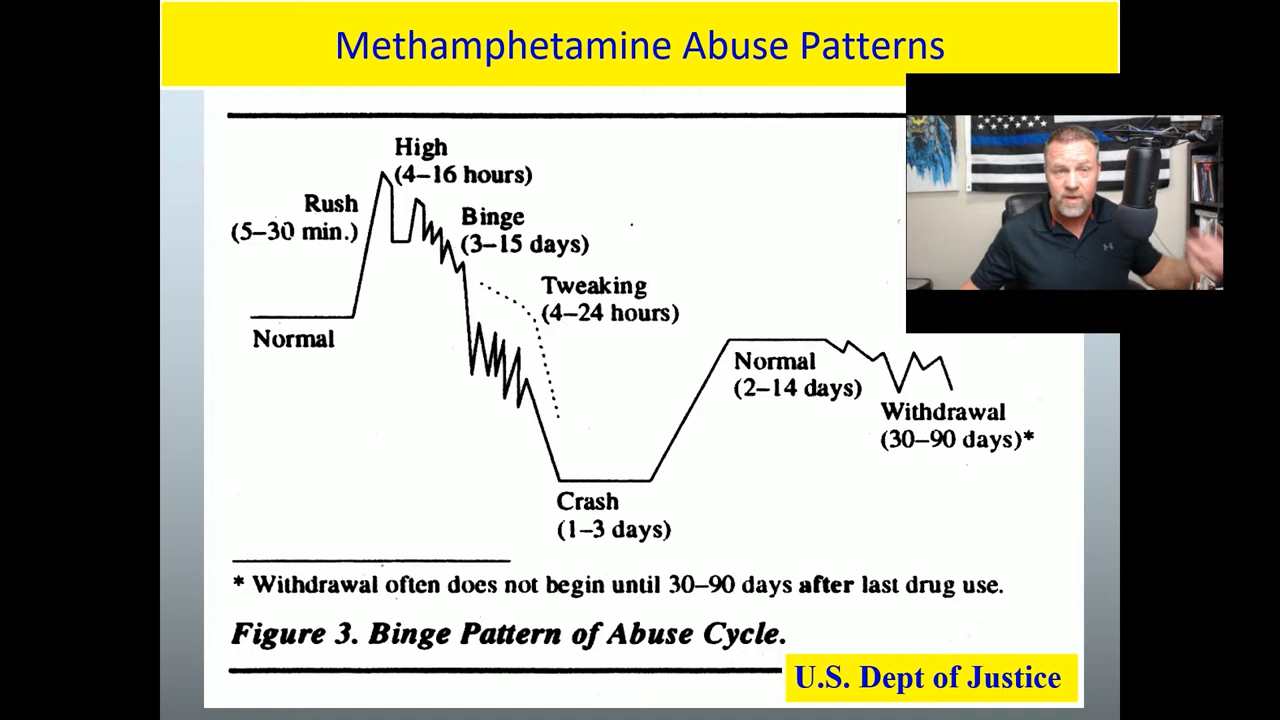 Methamphetamine Abuse Patterns
High
(4–16 hours)
Rush
(5–30 min.)
Binge
(3–15 days)
Tweaking
(4–24 hours)
Normal
Normal
(2–14 days)
Withdrawal
(30–90 days)*
Crash
(1–3 days)
* Withdrawal often does not begin until 30–90 days after last drug use.
Figure 3. Binge Pattern of Abuse Cycle.
U.S. Dept of Justice